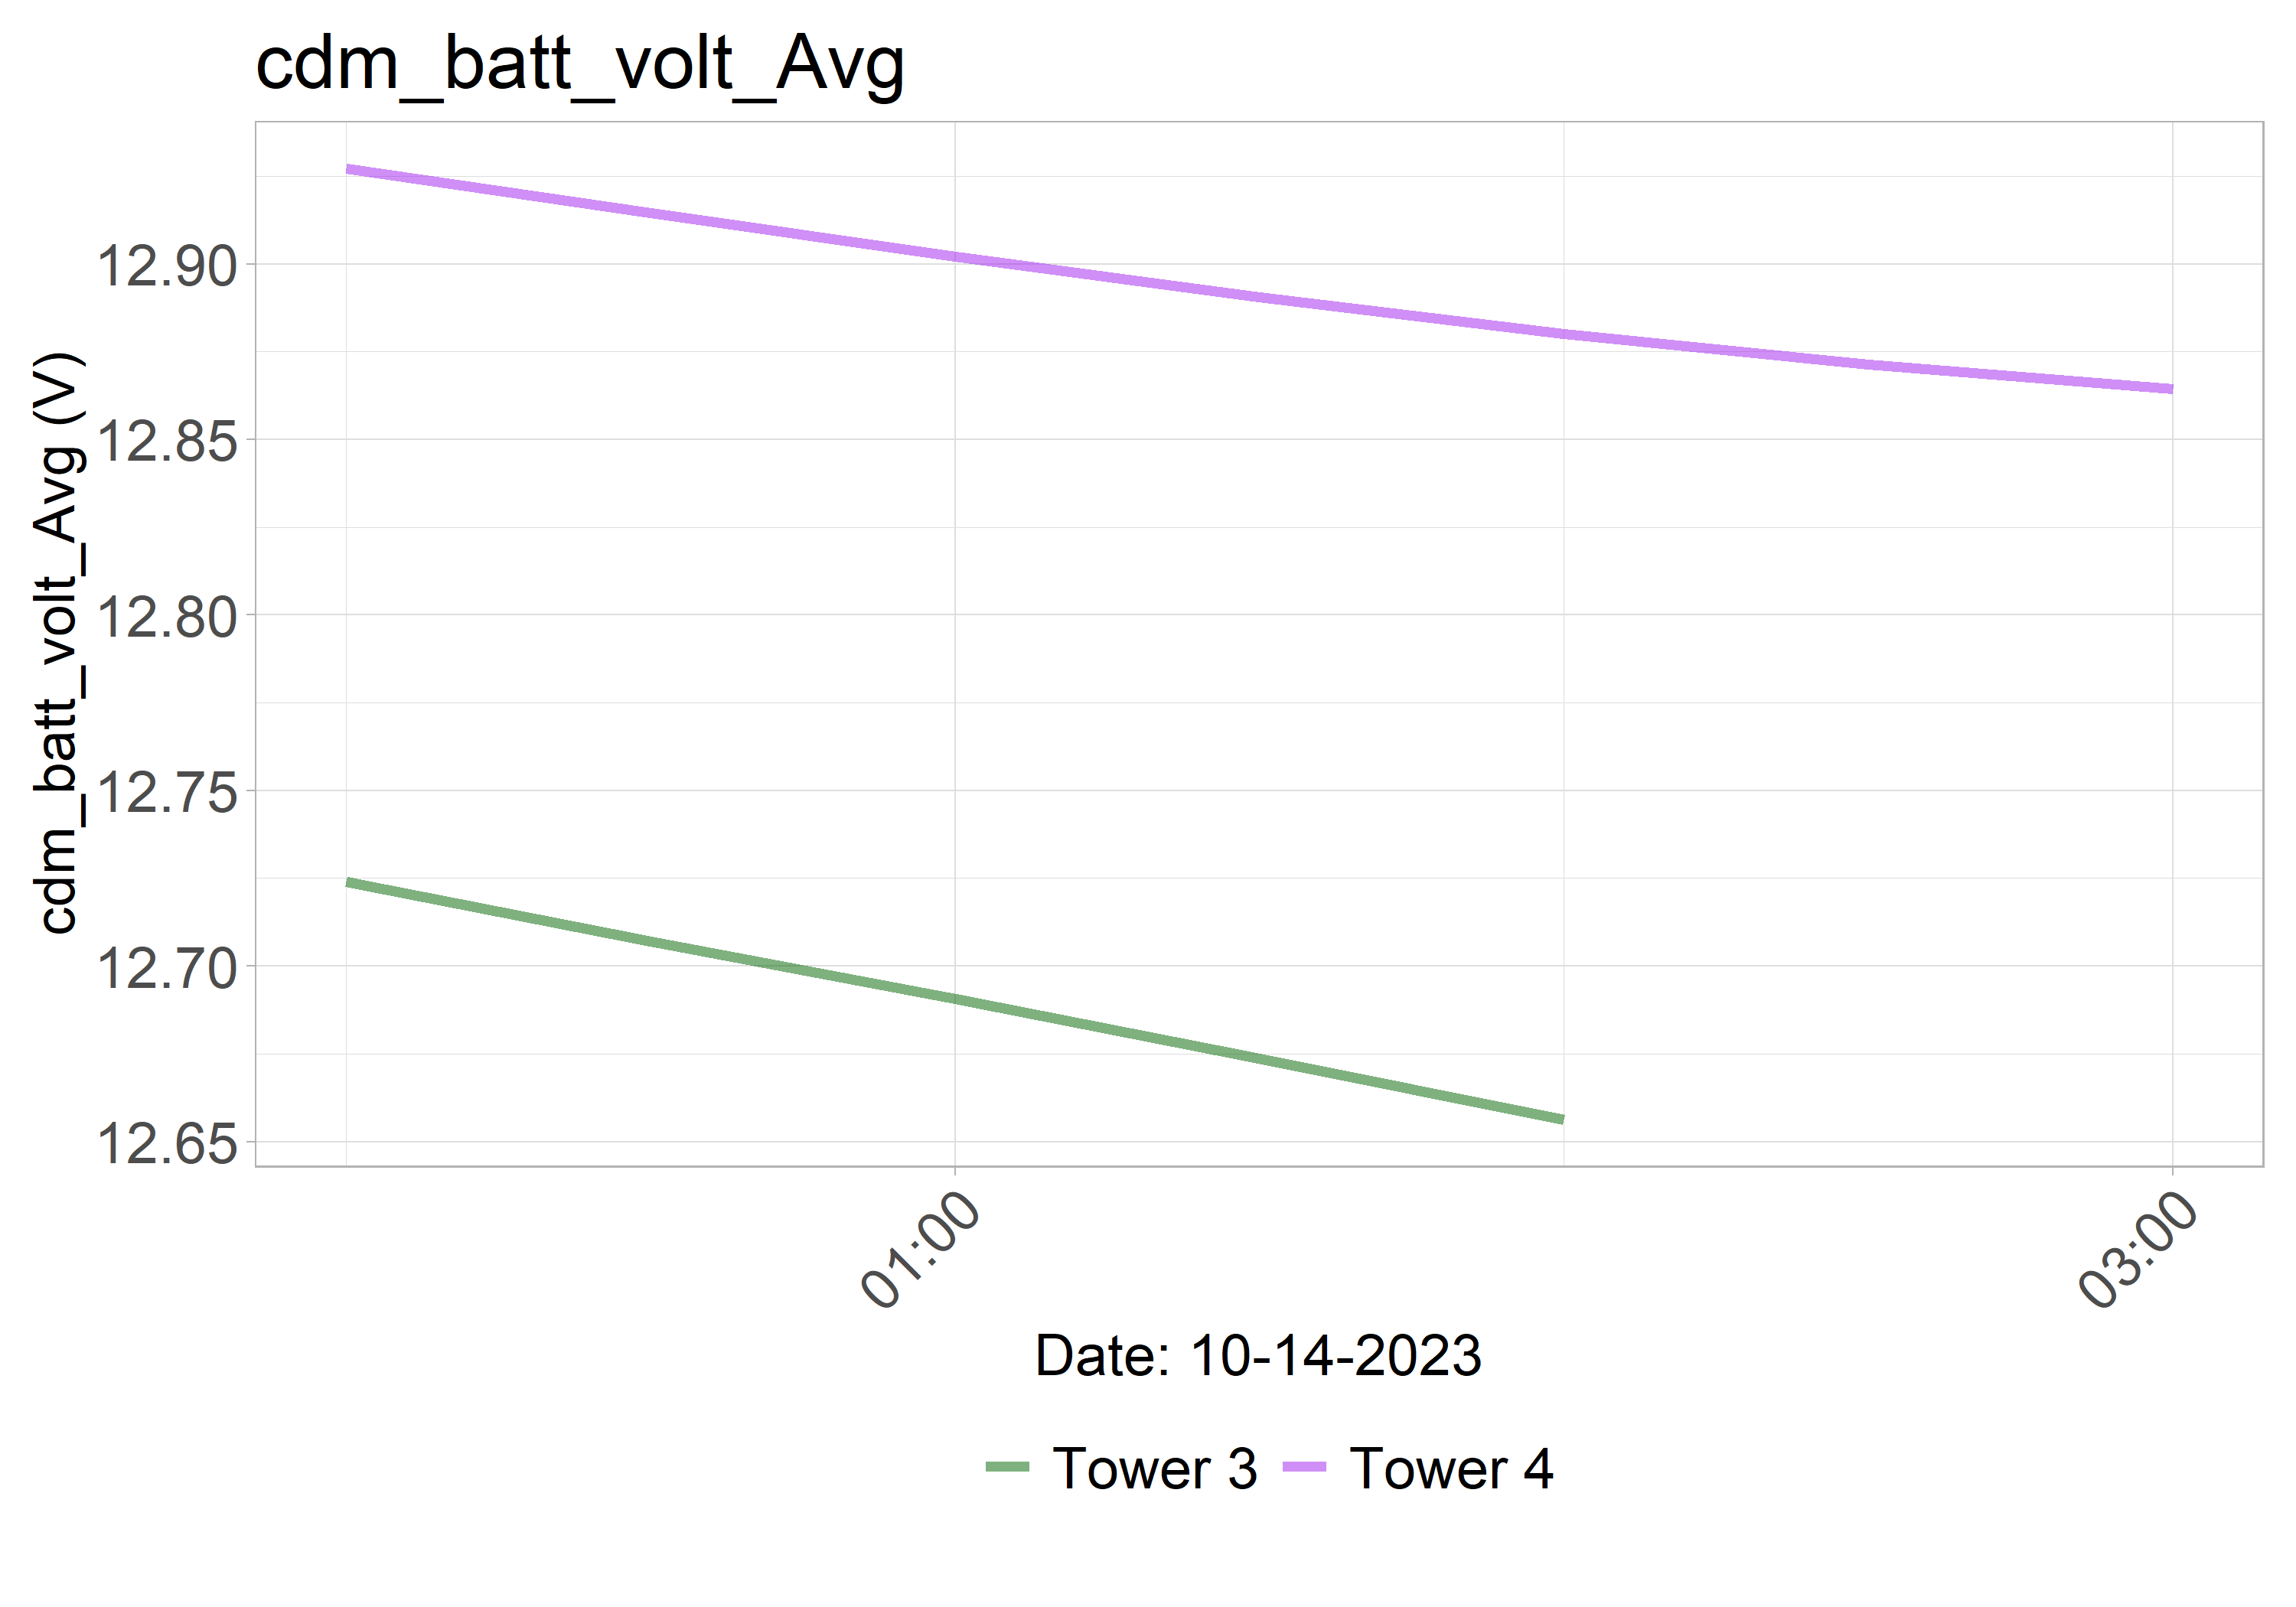 cdm_batt_volt_Avg
cdm_batt_volt_Avg (V)
12.90
12.85
12.80
12.75
12.70
12.65
01:00
03:00
Date: 10-14-2023
Tower 3
Tower 4